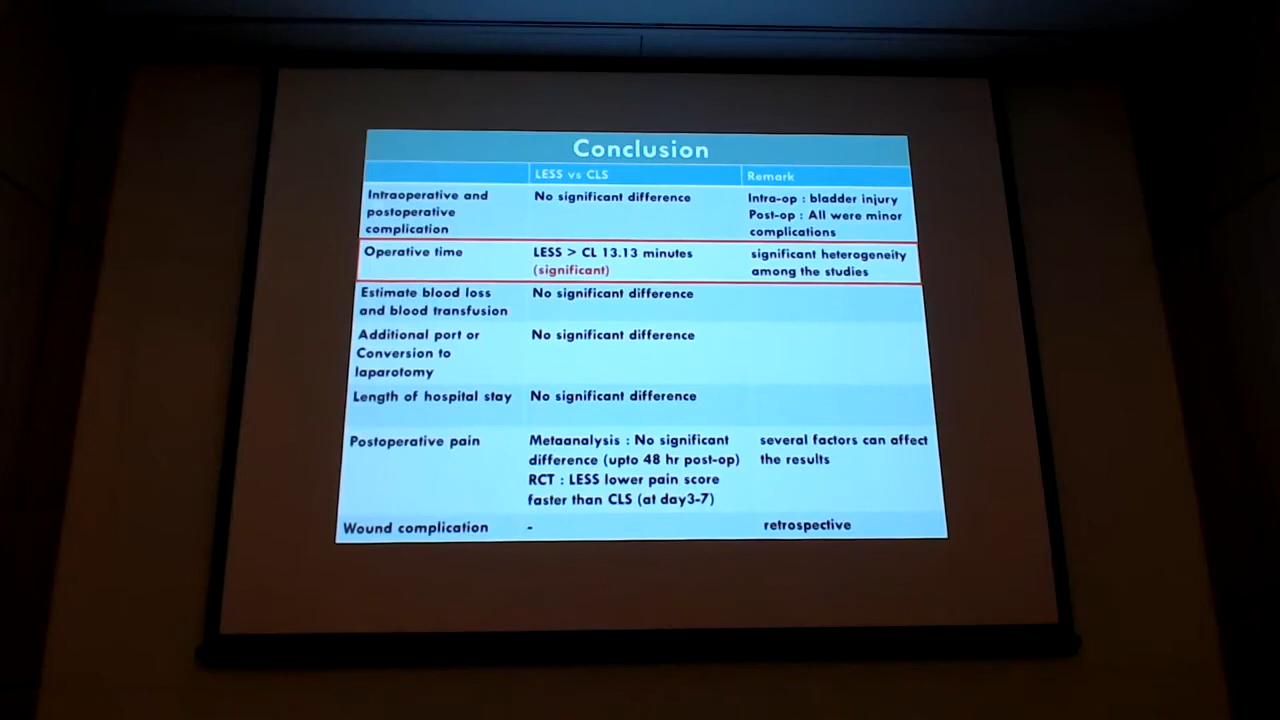 Conclusion
LESS vs CLS
Remark
Intraoperative and
postoperative
complication
No significant difference
Intra-op : bladder injury
Post-op : All were minor
complications
Operative time
LESS > CL 13.13 minutes
(significant)
significant heterogeneity
among the studies
Estimate blood loss
and blood transfusion
No significant difference
Additional port or
Conversion to
laparotomy
No significant difference
Length of hospital stay
No significant difference
Postoperative pain
Metaanalysis : No significant
difference (upto 48 hr post-op)
RCT : LESS lower pain score
faster than CLS (at day3-7)
several factors can affect
the results
Wound complication
-
retrospective